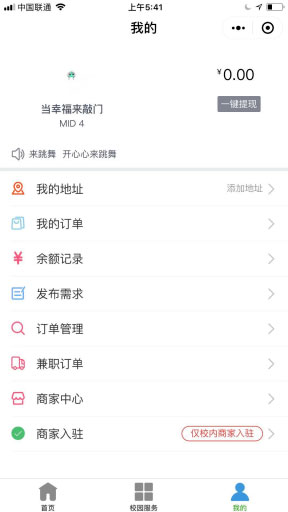 中国联通 上午5:41
我的
¥0.00
一键提现
当幸福来敲门
MID 4
来跳舞 开心心来跳舞
我的地址 添加地址
我的订单
余额记录
发布需求
订单管理
兼职订单
商家中心
商家入驻 仅校内商家入驻
首页 校园服务 我的